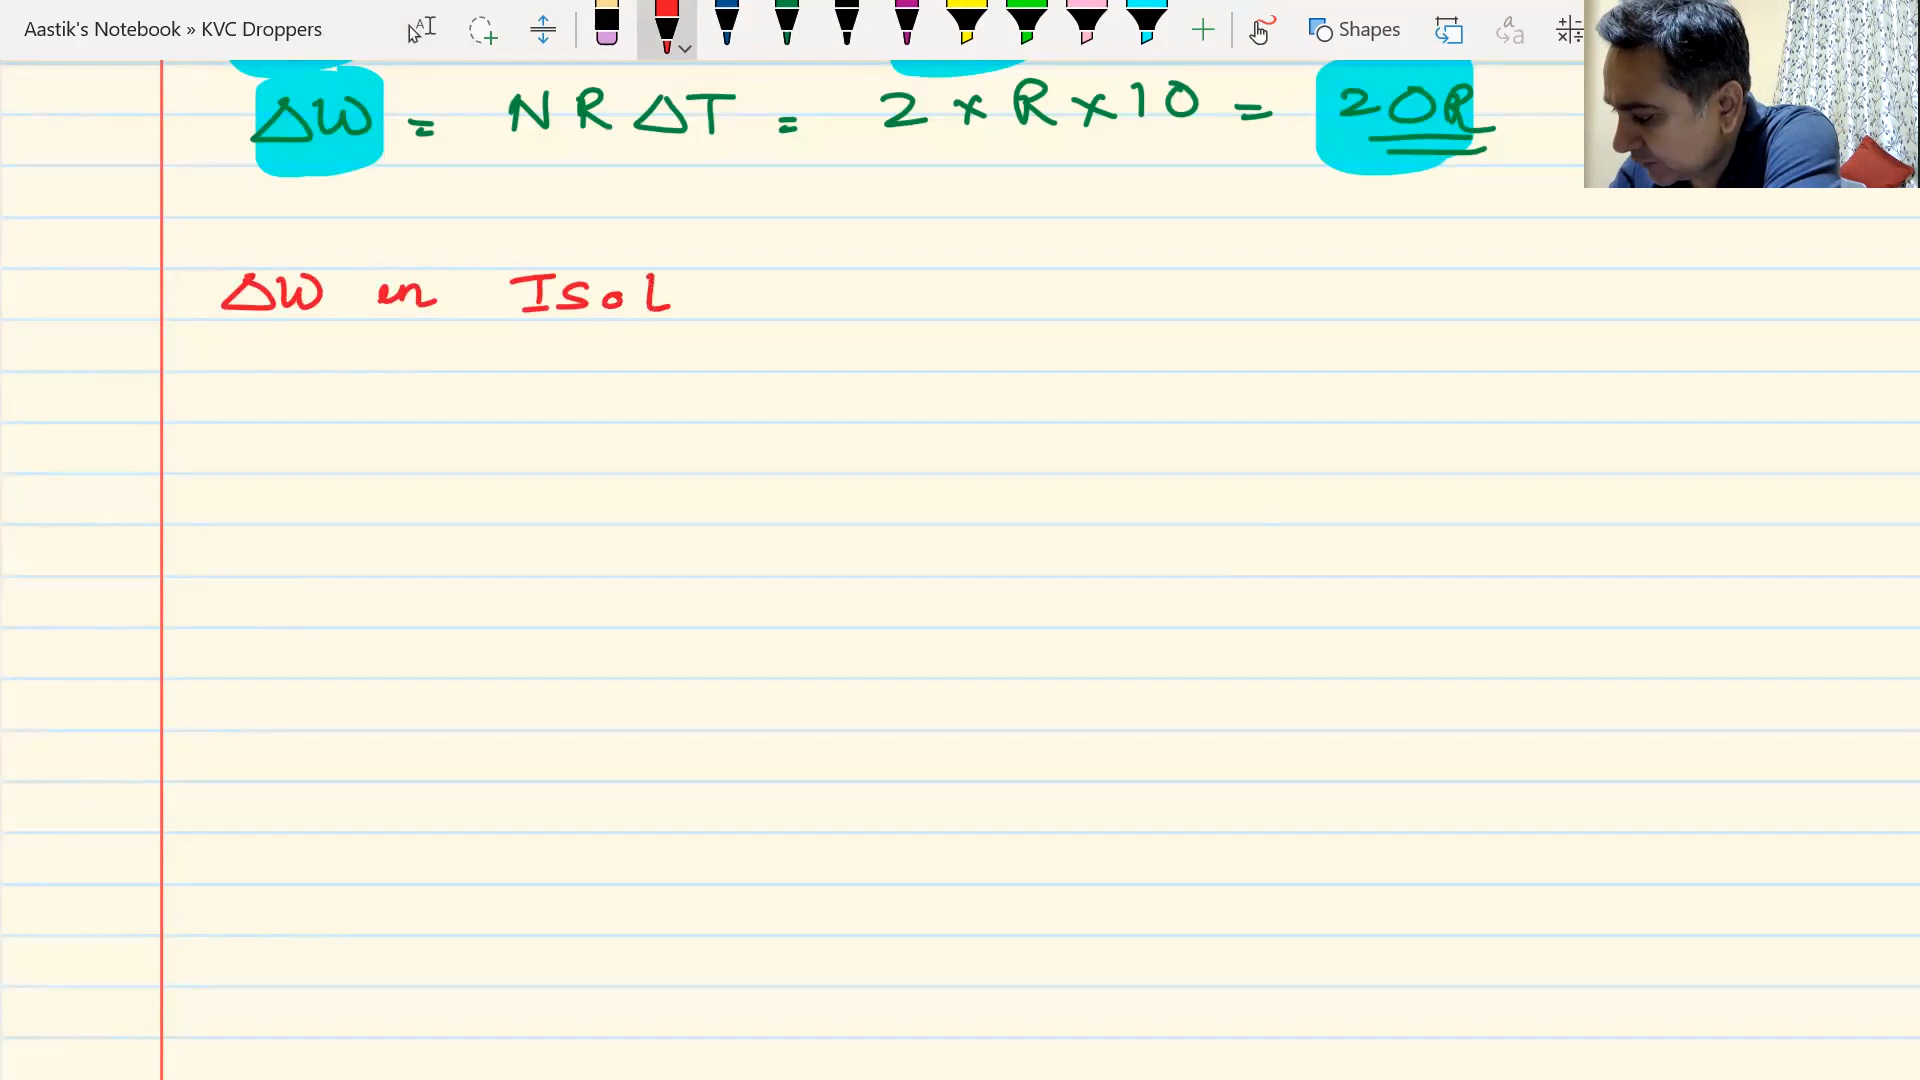 Aastik's Notebook » KVC Droppers
Shapes
ΔW = NRΔT = 2 × R × 10 = 20R
ΔW in IsoL